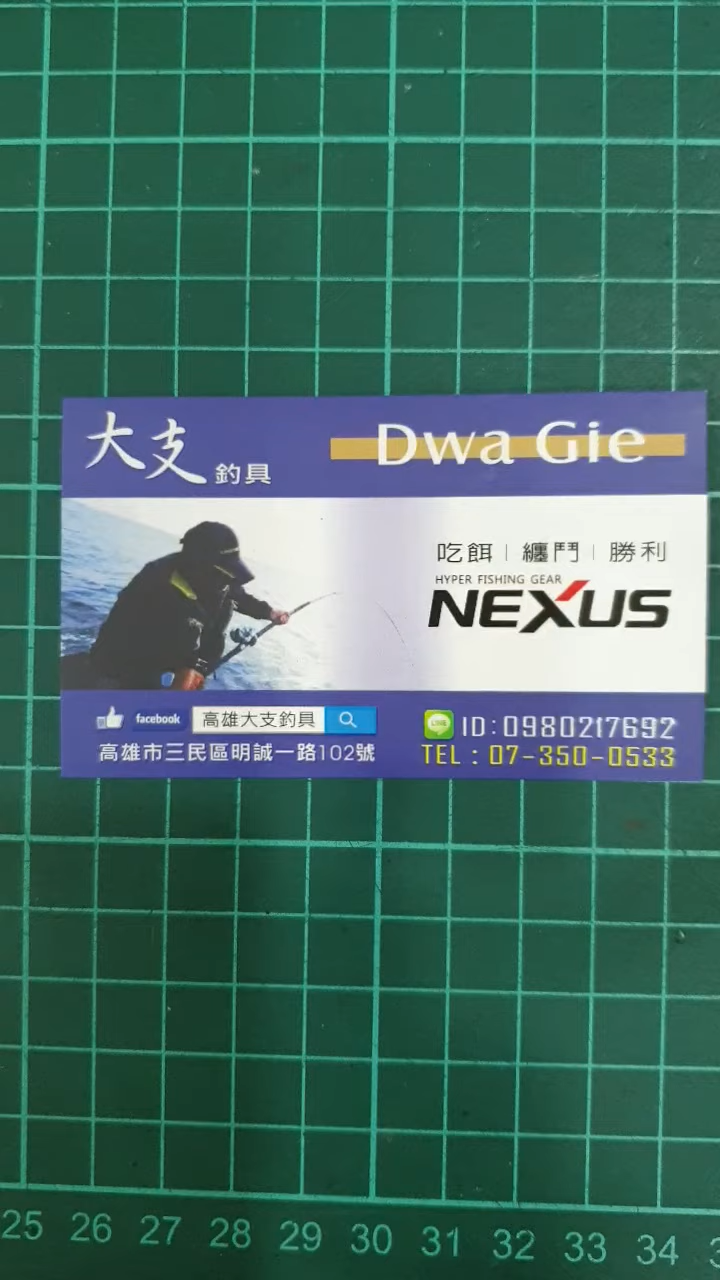 大支釣具
Dwa Gie
吃餌 | 纏鬥 | 勝利
HYPER FISHING GEAR
NEXUS
facebook 高雄大支釣具
高雄市三民區明誠一路102號
LINE ID:0980217692
TEL : 07-350-0533
25 26 27 28 29 30 31 32 33 34